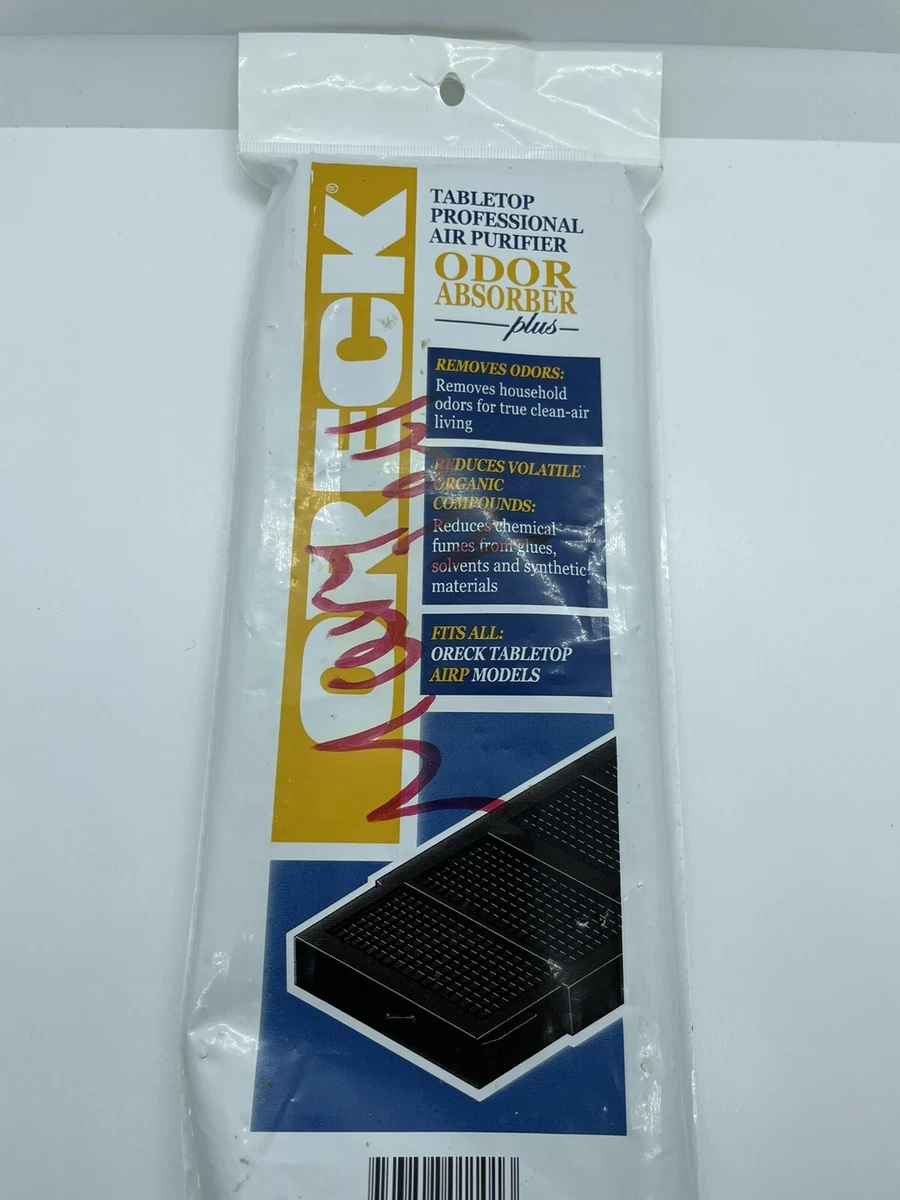 ORECK®
TABLETOP
PROFESSIONAL
AIR PURIFIER
ODOR
ABSORBER
plus
REMOVES ODORS:
Removes household
odors for true clean-air
living
REDUCES VOLATILE
ORGANIC
COMPOUNDS:
Reduces chemical
fumes from glues,
solvents and synthetic
materials
FITS ALL:
ORECK TABLETOP
AIRP MODELS